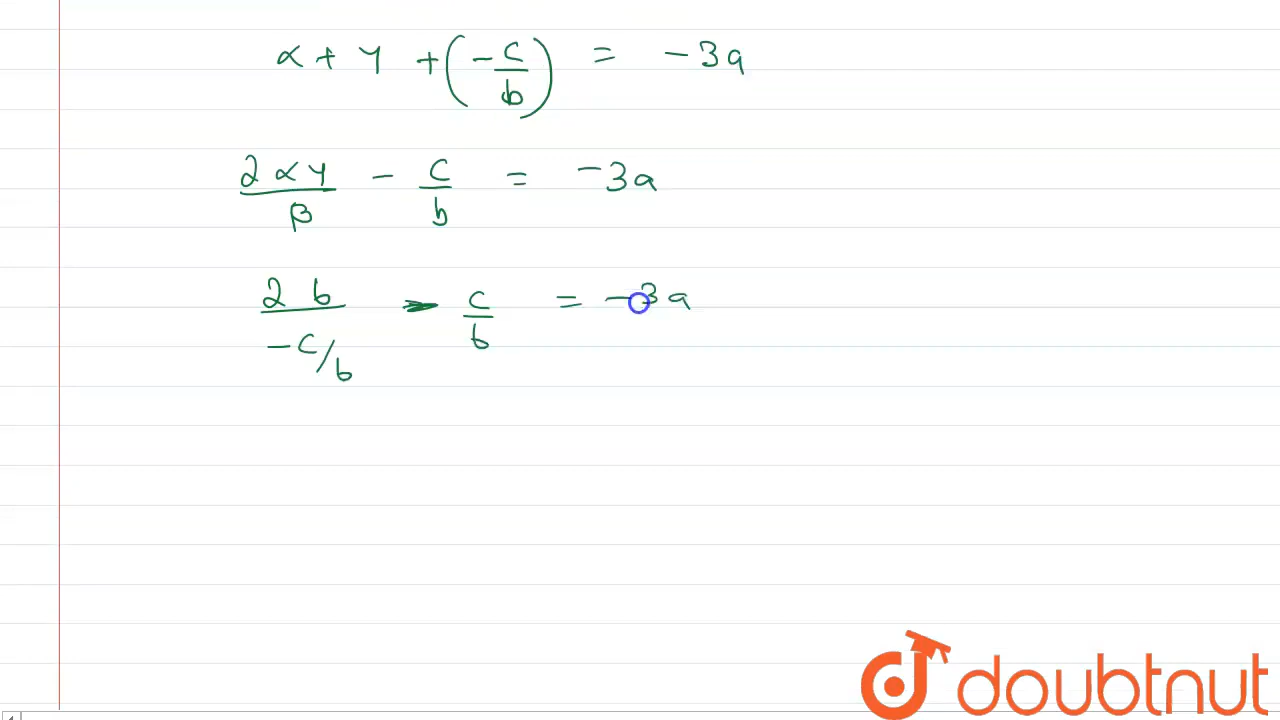 α + γ + (-c/b) = -3a
2αγ/β - c/b = -3a
2b/(-c/b) - c/b = -3a
doubtnut